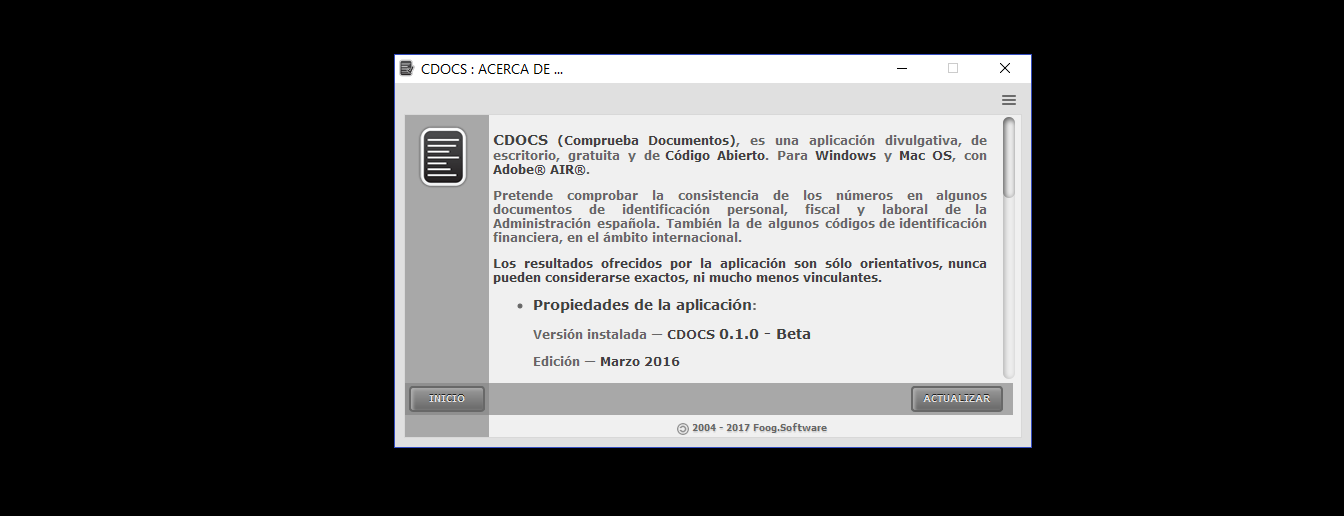 CDOCS : ACERCA DE ...
CDOCS (Comprueba Documentos), es una aplicación divulgativa, de
escritorio, gratuita y de Código Abierto. Para Windows y Mac OS, con
Adobe® AIR®.
Pretende comprobar la consistencia de los números en algunos
documentos de identificación personal, fiscal y laboral de la
Administración española. También la de algunos códigos de identificación
financiera, en el ámbito internacional.
Los resultados ofrecidos por la aplicación son sólo orientativos, nunca
pueden considerarse exactos, ni mucho menos vinculantes.
• Propiedades de la aplicación:
Versión instalada — CDOCS 0.1.0 - Beta
Edición — Marzo 2016
INICIO
ACTUALIZAR
🄯 2004 - 2017 Foog.Software